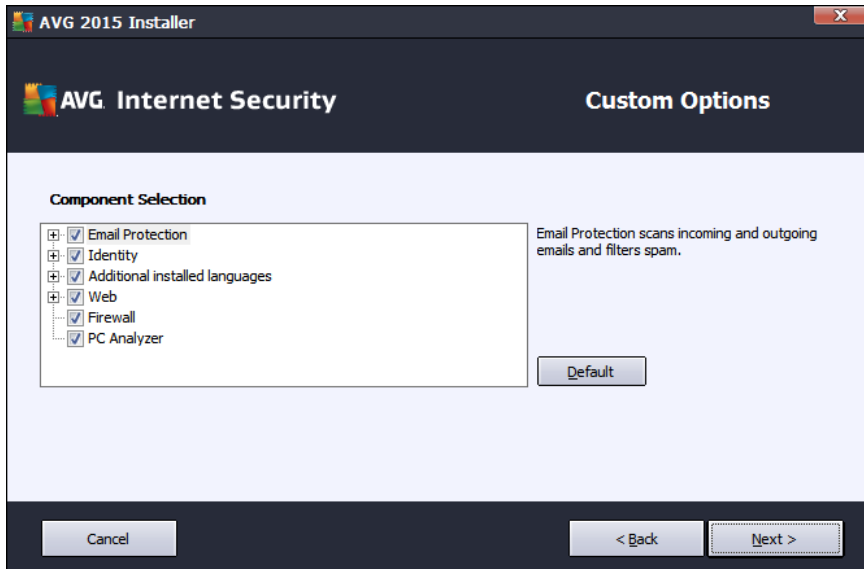 AVG 2015 Installer
X
AVG. Internet Security
Custom Options
Component Selection
Email Protection
Identity
Additional installed languages
Web
Firewall
PC Analyzer
Email Protection scans incoming and outgoing
emails and filters spam.
Default
Cancel
< Back
Next >